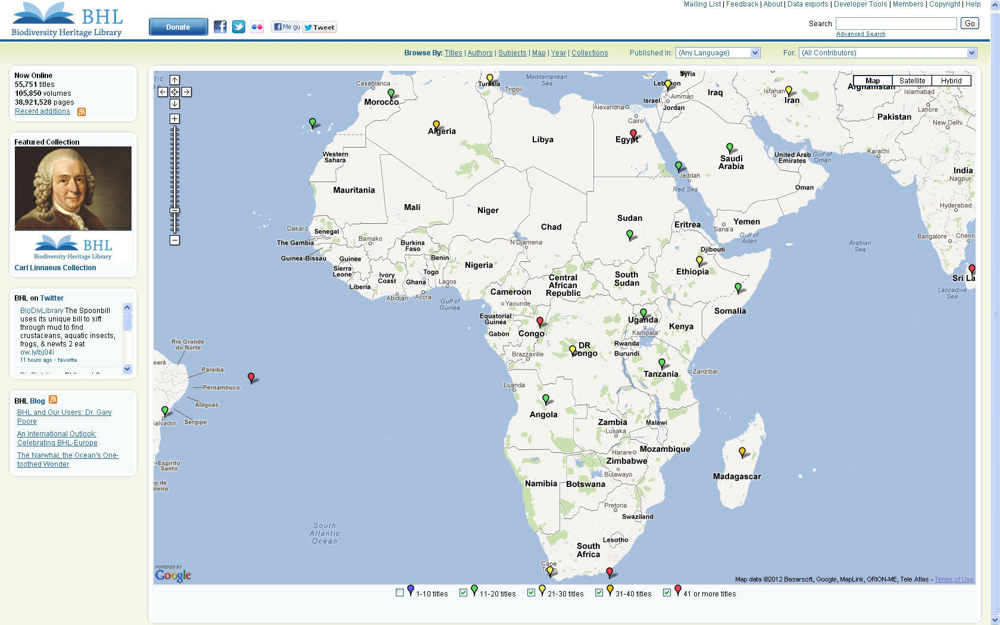 BHL
Biodiversity Heritage Library
Donate
Me gu
Tweet
Mailing List | Feedback | About | Data exports | Developer Tools | Members | Copyright | Help
Search
Go
Advanced Search
Browse By: Titles | Authors | Subjects | Map | Year | Collections
Published In: (Any Language)
For: (All Contributors)
Now Online
55,751 titles
105,850 volumes
38,921,528 pages
Recent additions
Featured Collection
BHL
Biodiversity Heritage Library
Carl Linnaeus Collection
BHL on Twitter
BioDivLibrary The Spoonbill
uses its unique bill to sift
through mud to find
crustaceans, aquatic insects,
frogs, & newts 2 eat
ow.ly/bj04I
11 hours ago · favorite
BHL Blog
BHL and Our Users: Dr. Gary
Poore
An International Outlook:
Celebrating BHL-Europe
The Narwhal, the Ocean's One-
toothed Wonder
Map
Satellite
Hybrid
Casablanca
Morocco
Tunisia
Tripoli
Mediterranean
Sea
Syria
Lebanon
Israel
Amman
Jordan
Iraq
Isfahan
Iran
Afghanistan
Islamabad
Lahore
Pakistan
New Delhi
Alexandria
Cairo
Algeria
Libya
Egypt
Western
Sahara
Saudi
Arabia
United Arab
Emirates
Gulf of
Oman
Karachi
India
Nagpur
Jeddah
Red Sea
Oman
Mauritania
Mali
Niger
Chad
Sudan
Eritrea
Sana'a
Yemen
Gulf of
Aden
Hyderabad
Bangalore
Chenn
Arabian
Sea
Dakar
Senegal
The Gambia
Bamako
Guinea-Bissau
Guinea
Burkina
Faso
Benin
N'Djamena
Djibouti
Sierra
Leone
Ivory
Coast
Togo
Ghana
Lagos
Nigeria
Liberia
Abidjan
Accra
Gulf of
Guinea
Cameroon
Yaounde
Central
African
Republic
South
Sudan
Ethiopia
Somalia
Sri La
Laccadive
Sea
Equatorial
Guinea
Gabon
Congo
Uganda
Kampala
Kenya
Rwanda
Burundi
DR
Congo
Brazzaville
Tanzania
Zanzibar
Rio Grande
do Norte
eará
Paraiba
Pernambuco
Alagoas
Sergipe
Salvador
Espirito
Santo
io de
neiro
Luanda
Angola
Zambia
Lusaka
Malawi
Mozambique
Harare
Zimbabwe
Bulawayo
Namibia
Botswana
Madagascar
Pretoria
Swaziland
Lesotho
South
Africa
Cape
Town
South
Atlantic
Ocean
POWERED BY
Google
Map data ©2012 Basarsoft, Google, MapLink, ORION-ME, Tele Atlas - Terms of Use
1-10 titles
11-20 titles
21-30 titles
31-40 titles
41 or more titles